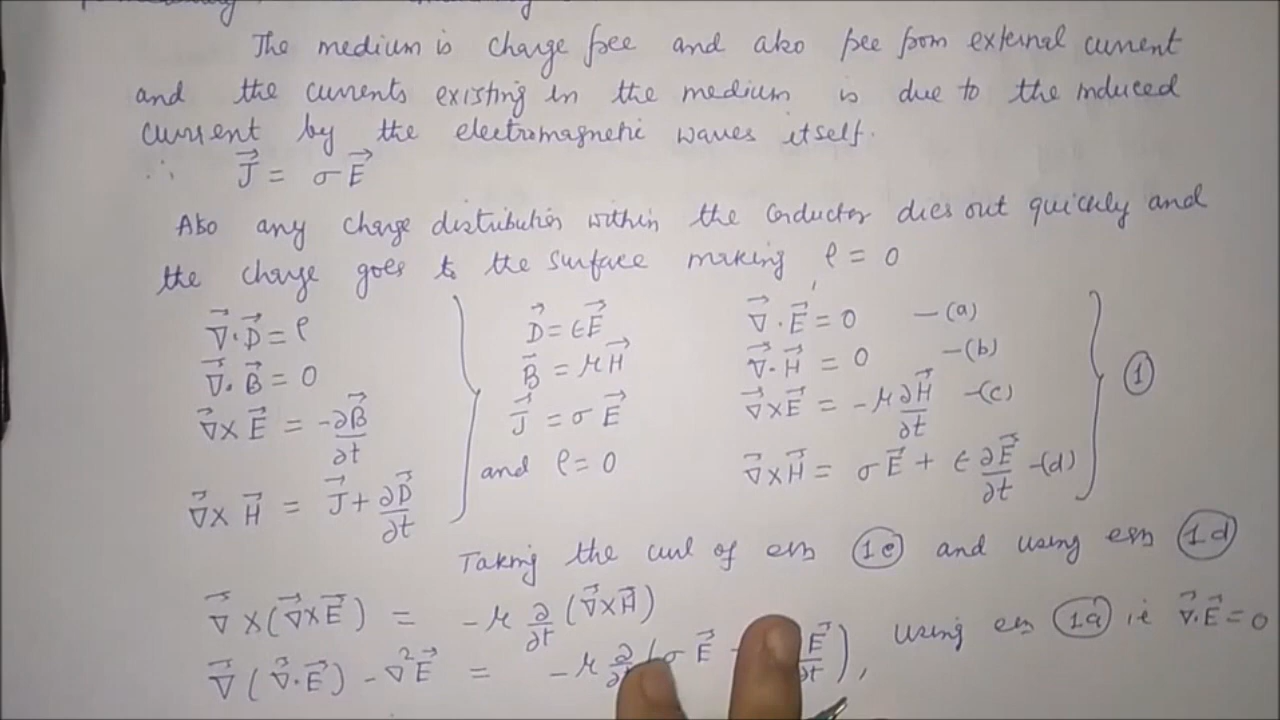 The medium is charge free and also free from external current
and the currents existing in the medium is due to the induced
current by the electromagnetic waves itself.
∴ J⃗ = σ E⃗
Also any charge distribution within the conductor dies out quickly and
the charge goes to the surface making ρ = 0
∇⃗·D⃗ = ρ
∇⃗·B⃗ = 0
∇⃗×E⃗ = -∂B⃗/∂t
∇⃗×H⃗ = J⃗ + ∂D⃗/∂t
D⃗ = ϵE⃗
B⃗ = μH⃗
J⃗ = σ E⃗
and ρ = 0
∇⃗·E⃗ = 0 —(a)
∇⃗·H⃗ = 0 —(b)
∇⃗×E⃗ = -μ ∂H⃗/∂t —(c)
∇⃗×H⃗ = σE⃗ + ϵ ∂E⃗/∂t —(d)
①
Taking the curl of eqn (1c) and using eqn (1d)
∇⃗×(∇⃗×E⃗) = -μ ∂/∂t (∇⃗×H⃗)
∇⃗(∇⃗·E⃗) - ∇²E⃗ = -μ ∂/∂t (σE⃗ E⃗/∂t), using eqn (1a) i.e ∇⃗·E⃗ = 0